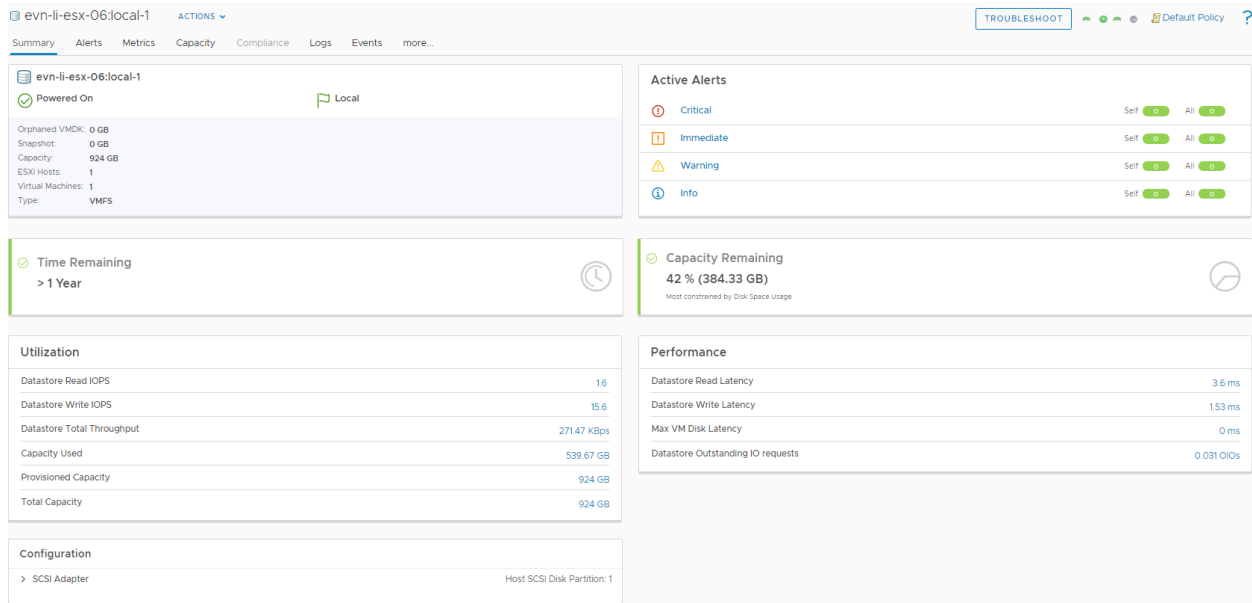 evn-li-esx-06:local-1 ACTIONS TROUBLESHOOT Default Policy ?
Summary Alerts Metrics Capacity Compliance Logs Events more...
evn-li-esx-06:local-1
Powered On Local
Orphaned VMDK: 0 GB
Snapshot: 0 GB
Capacity: 924 GB
ESXi Hosts: 1
Virtual Machines: 1
Type: VMFS
Active Alerts
Critical Self 0 All 0
Immediate Self 0 All 0
Warning Self 0 All 0
Info Self 0 All 0
Time Remaining
> 1 Year
Capacity Remaining
42 % (384.33 GB)
Most constrained by Disk Space Usage
Utilization
Datastore Read IOPS 1.6
Datastore Write IOPS 15.6
Datastore Total Throughput 271.47 KBps
Capacity Used 539.67 GB
Provisioned Capacity 924 GB
Total Capacity 924 GB
Performance
Datastore Read Latency 3.6 ms
Datastore Write Latency 1.53 ms
Max VM Disk Latency 0 ms
Datastore Outstanding IO requests 0.031 OIOs
Configuration
> SCSI Adapter Host SCSI Disk Partition: 1